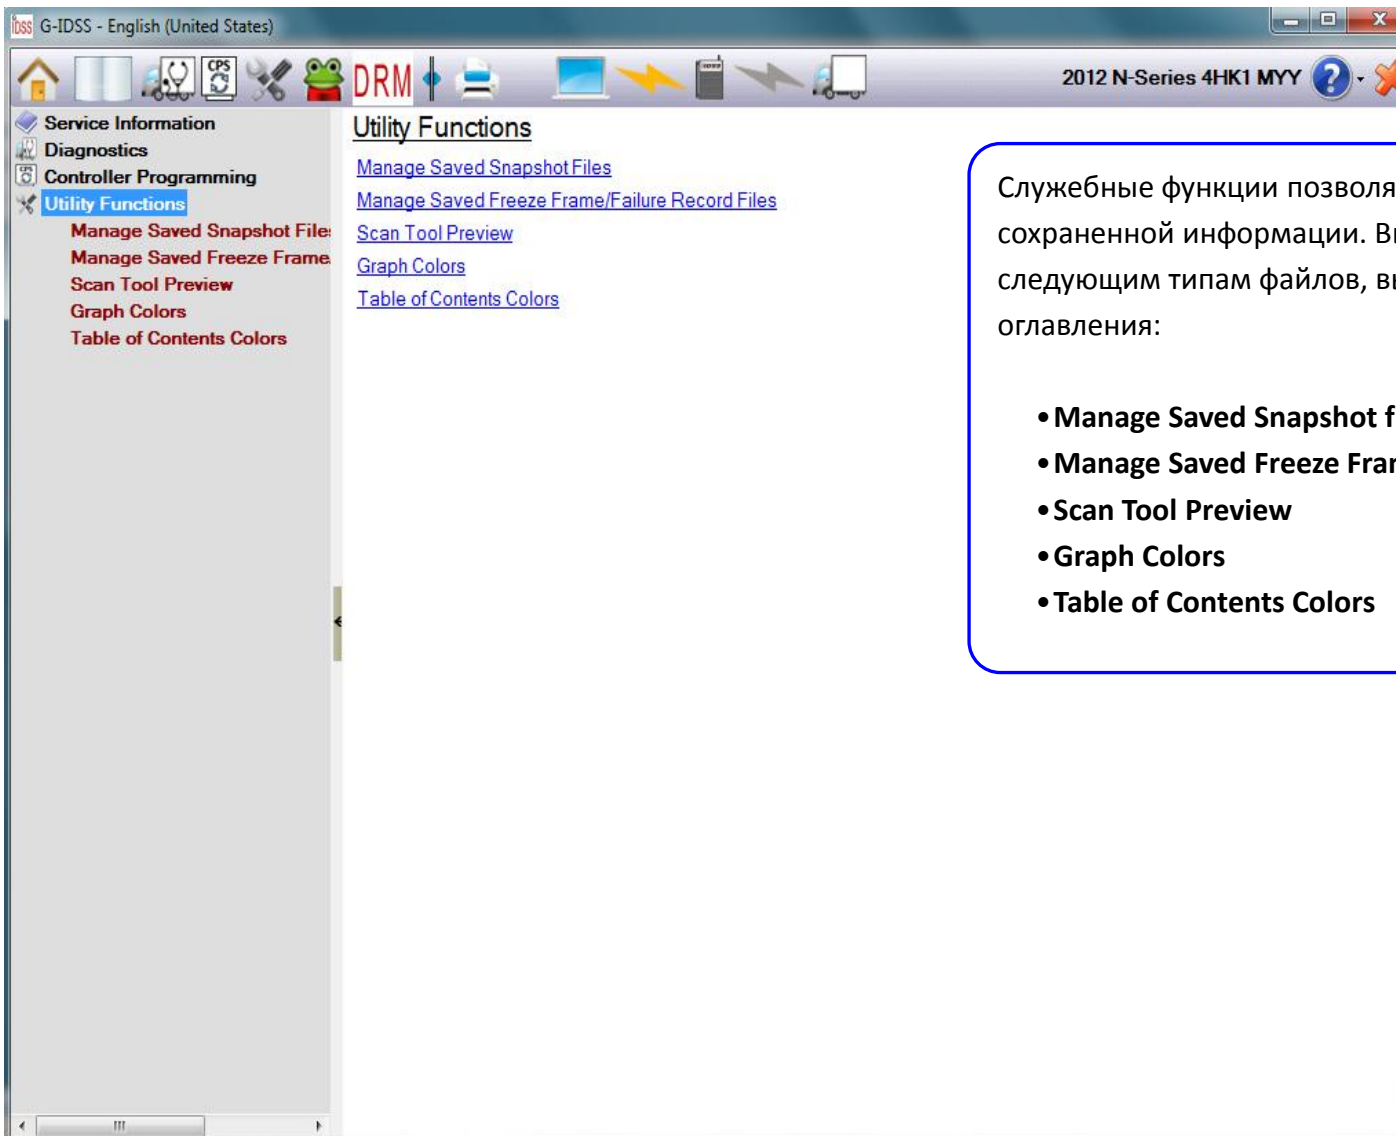 G-IDSS - English (United States)
CPS
DRM
2012 N-Series 4HK1 MYY
Service Information
Diagnostics
Controller Programming
Utility Functions
Manage Saved Snapshot File
Manage Saved Freeze Frame
Scan Tool Preview
Graph Colors
Table of Contents Colors
Utility Functions
Manage Saved Snapshot Files
Manage Saved Freeze Frame/Failure Record Files
Scan Tool Preview
Graph Colors
Table of Contents Colors
Служебные функции позволя
сохраненной информации.
следующим типам файлов,
оглавления:
•Manage Saved Snapshot f
•Manage Saved Freeze
•Scan Tool Preview
•Graph Colors
•Table of Contents Colors